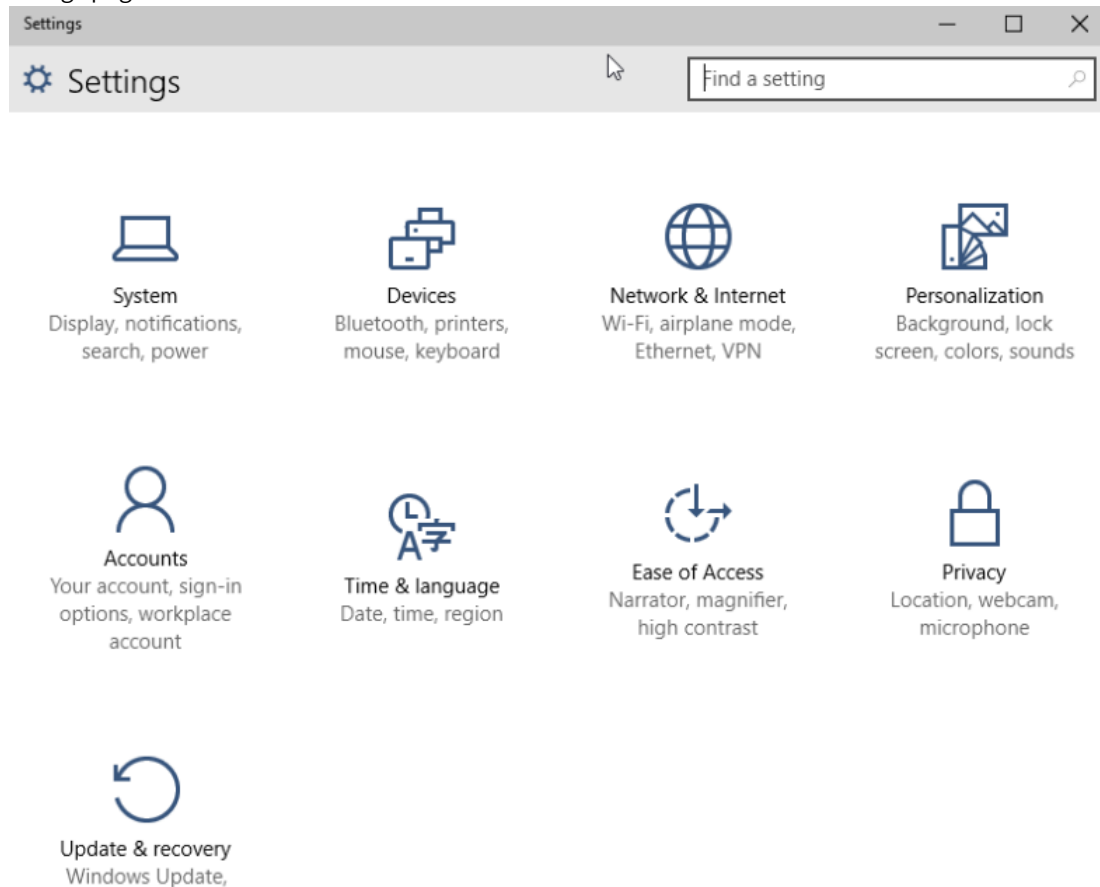 Settings
Settings
Find a setting
System
Display, notifications,
search, power
Devices
Bluetooth, printers,
mouse, keyboard
Network & Internet
Wi-Fi, airplane mode,
Ethernet, VPN
Personalization
Background, lock
screen, colors, sounds
Accounts
Your account, sign-in
options, workplace
account
Time & language
Date, time, region
Ease of Access
Narrator, magnifier,
high contrast
Privacy
Location, webcam,
microphone
Update & recovery
Windows Update,